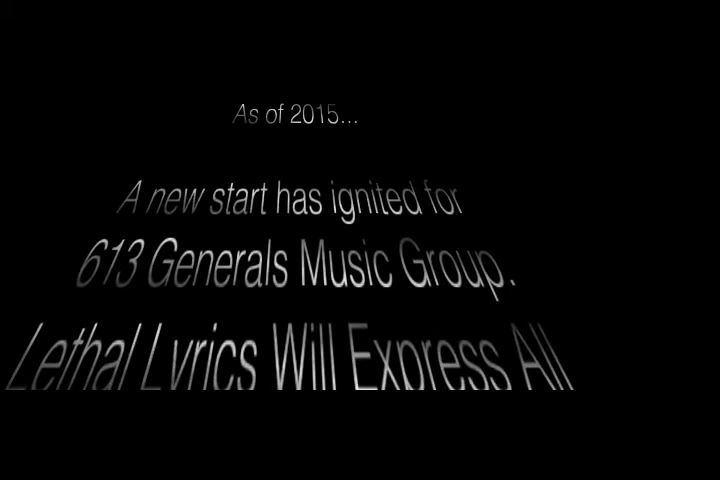 As of 2015...
A new start has ignited for
613 Generals Music Group.
Lethal Lyrics Will Express All